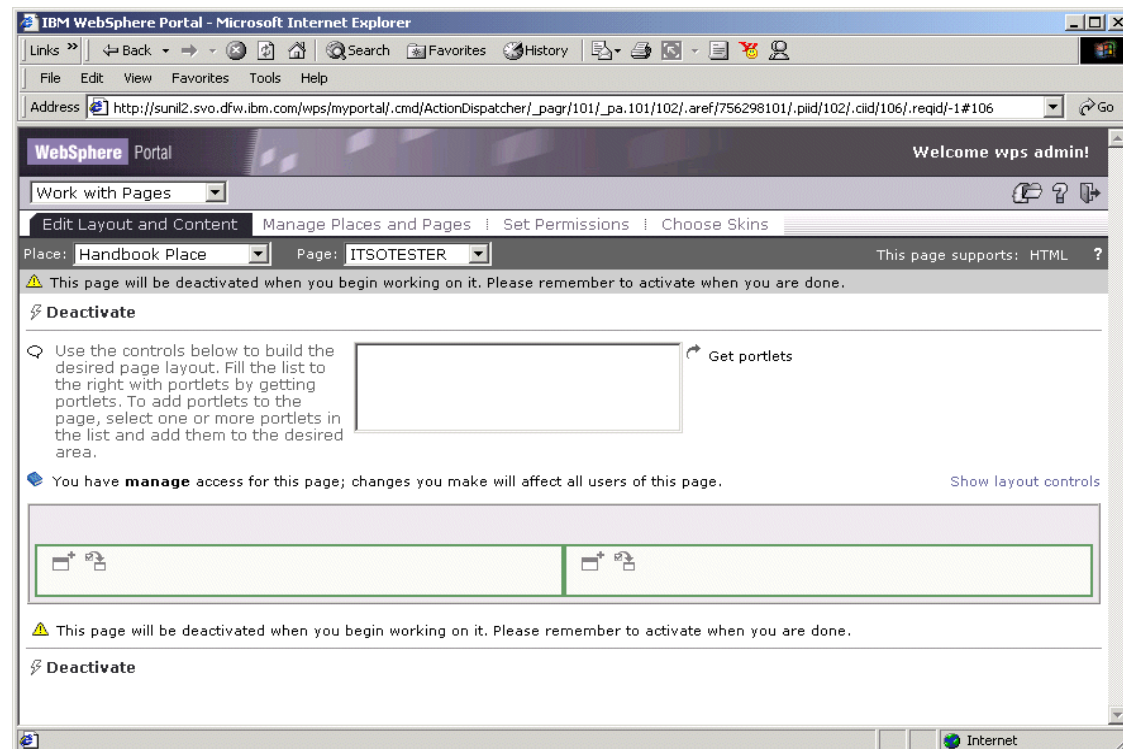 IBM WebSphere Portal - Microsoft Internet Explorer
Links » Back Search Favorites History
File Edit View Favorites Tools Help
Address http://sunil2.svo.dfw.ibm.com/wps/myportal/.cmd/ActionDispatcher/_pagr/101/_pa.101/102/.aref/756298101/.piid/102/.ciid/106/.reqid/-1#106 Go
WebSphere Portal Welcome wps admin!
Work with Pages
Edit Layout and Content Manage Places and Pages Set Permissions Choose Skins
Place: Handbook Place Page: ITSOTESTER This page supports: HTML ?
This page will be deactivated when you begin working on it. Please remember to activate when you are done.
Deactivate
Use the controls below to build the
desired page layout. Fill the list to
the right with portlets by getting
portlets. To add portlets to the
page, select one or more portlets in
the list and add them to the desired
area.
Get portlets
You have manage access for this page; changes you make will affect all users of this page. Show layout controls
This page will be deactivated when you begin working on it. Please remember to activate when you are done.
Deactivate
Internet